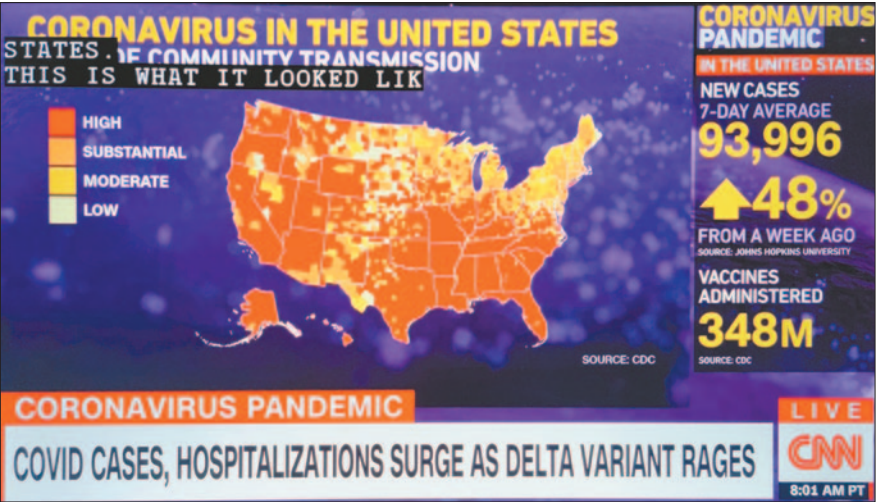 CORONAVIRUS IN THE UNITED STATES
STATES. OF COMMUNITY TRANSMISSION
THIS IS WHAT IT LOOKED LIK
HIGH
SUBSTANTIAL
MODERATE
LOW
SOURCE: CDC
CORONAVIRUS
PANDEMIC
IN THE UNITED STATES
NEW CASES
7-DAY AVERAGE
93,996
48%
FROM A WEEK AGO
SOURCE: JOHNS HOPKINS UNIVERSITY
VACCINES
ADMINISTERED
348M
SOURCE: CDC
CORONAVIRUS PANDEMIC
COVID CASES, HOSPITALIZATIONS SURGE AS DELTA VARIANT RAGES
LIVE
CNN
8:01 AM PT